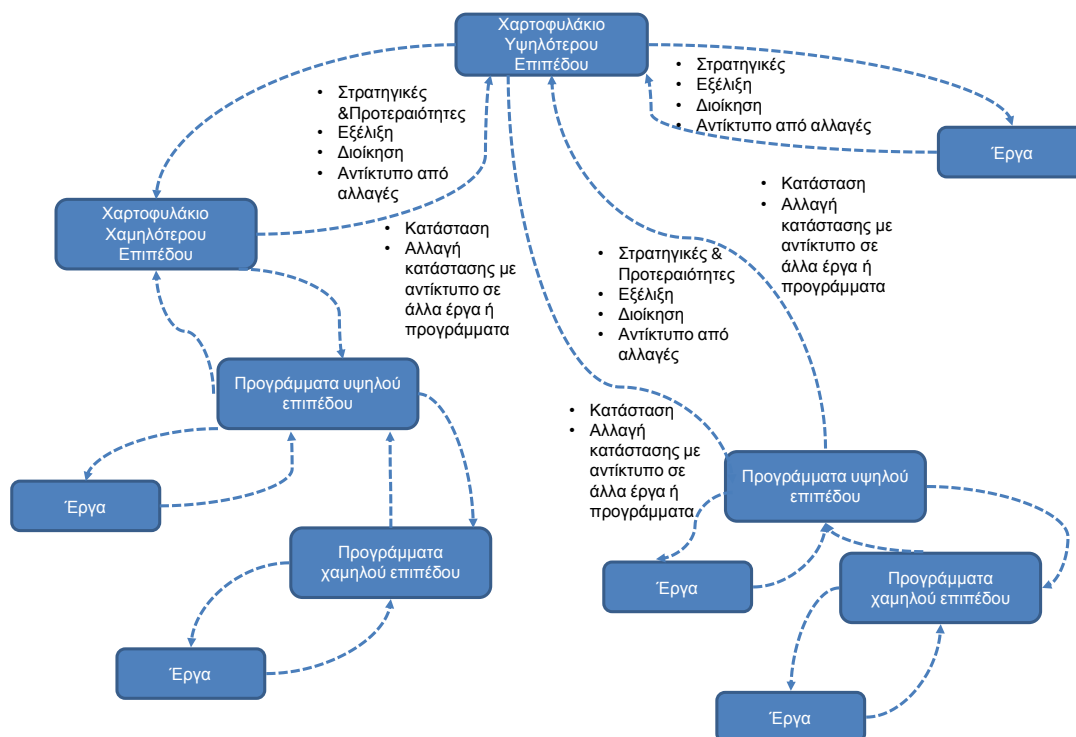 Χαρτοφυλάκιο
Υψηλότερου
Επιπέδου
• Στρατηγικές
• Εξέλιξη
• Διοίκηση
• Αντίκτυπο από αλλαγές
Έργα
• Στρατηγικές
&Προτεραιότητες
• Εξέλιξη
• Διοίκηση
• Αντίκτυπο από
αλλαγές
Χαρτοφυλάκιο
Χαμηλότερου
Επιπέδου
• Κατάσταση
• Αλλαγή
κατάστασης με
αντίκτυπο σε
άλλα έργα ή
προγράμματα
• Κατάσταση
• Αλλαγή
κατάστασης με
αντίκτυπο σε
άλλα έργα ή
προγράμματα
• Στρατηγικές &
Προτεραιότητες
• Εξέλιξη
• Διοίκηση
• Αντίκτυπο από
αλλαγές
Προγράμματα υψηλού
επιπέδου
• Κατάσταση
• Αλλαγή
κατάστασης με
αντίκτυπο σε
άλλα έργα ή
προγράμματα
Προγράμματα υψηλού
επιπέδου
Έργα
Προγράμματα
χαμηλού επιπέδου
Έργα
Προγράμματα
χαμηλού επιπέδου
Έργα
Έργα